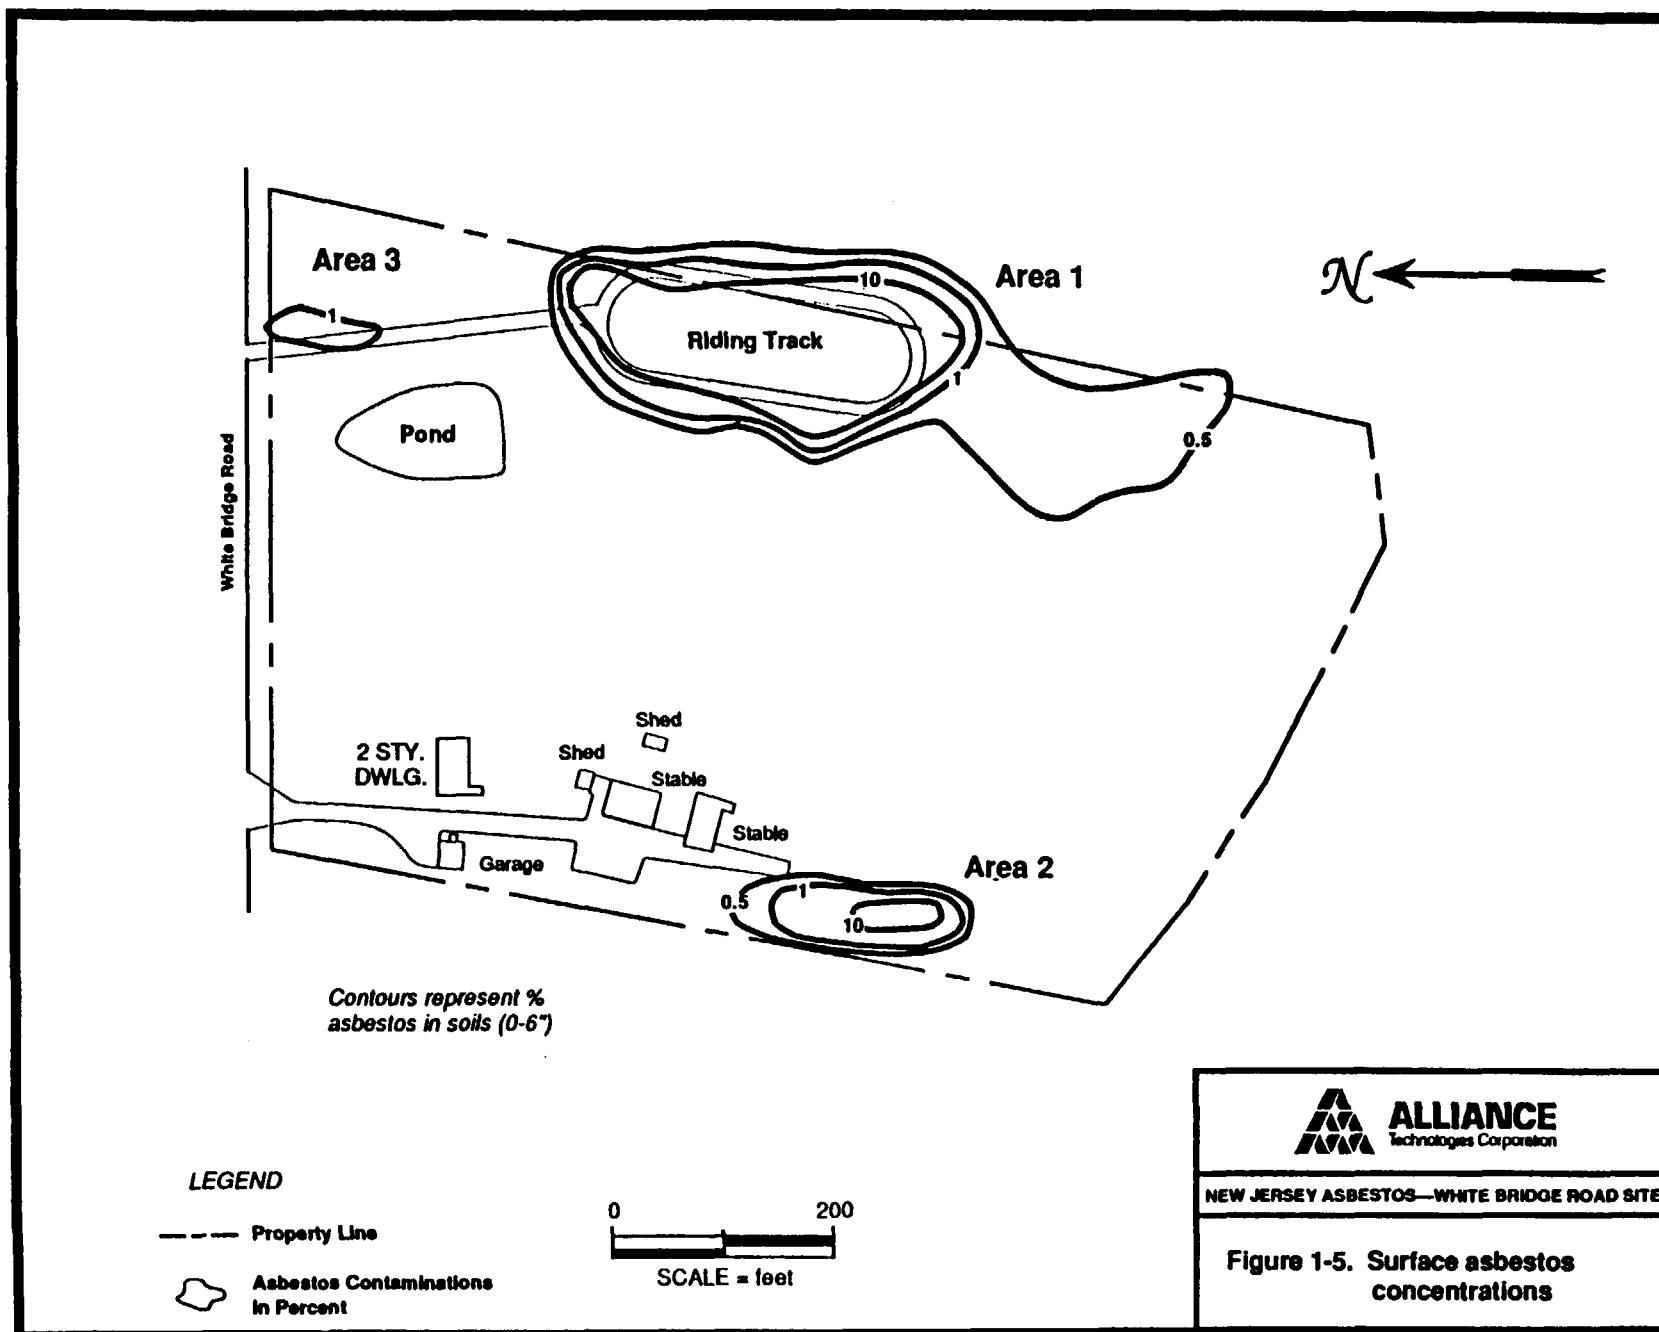 Area 3
Area 1
N
1
10
Riding Track
1
0.5
Pond
White Bridge Road
Shed
2 STY.
DWLG.
Shed
Stable
Stable
Garage
Area 2
0.5
1
10
Contours represent %
asbestos in soils (0-6")
LEGEND
Property Line
Asbestos Contaminations
In Percent
0 200
SCALE = feet
ALLIANCE
Technologies Corporation
NEW JERSEY ASBESTOS—WHITE BRIDGE ROAD SITE
Figure 1-5. Surface asbestos
concentrations